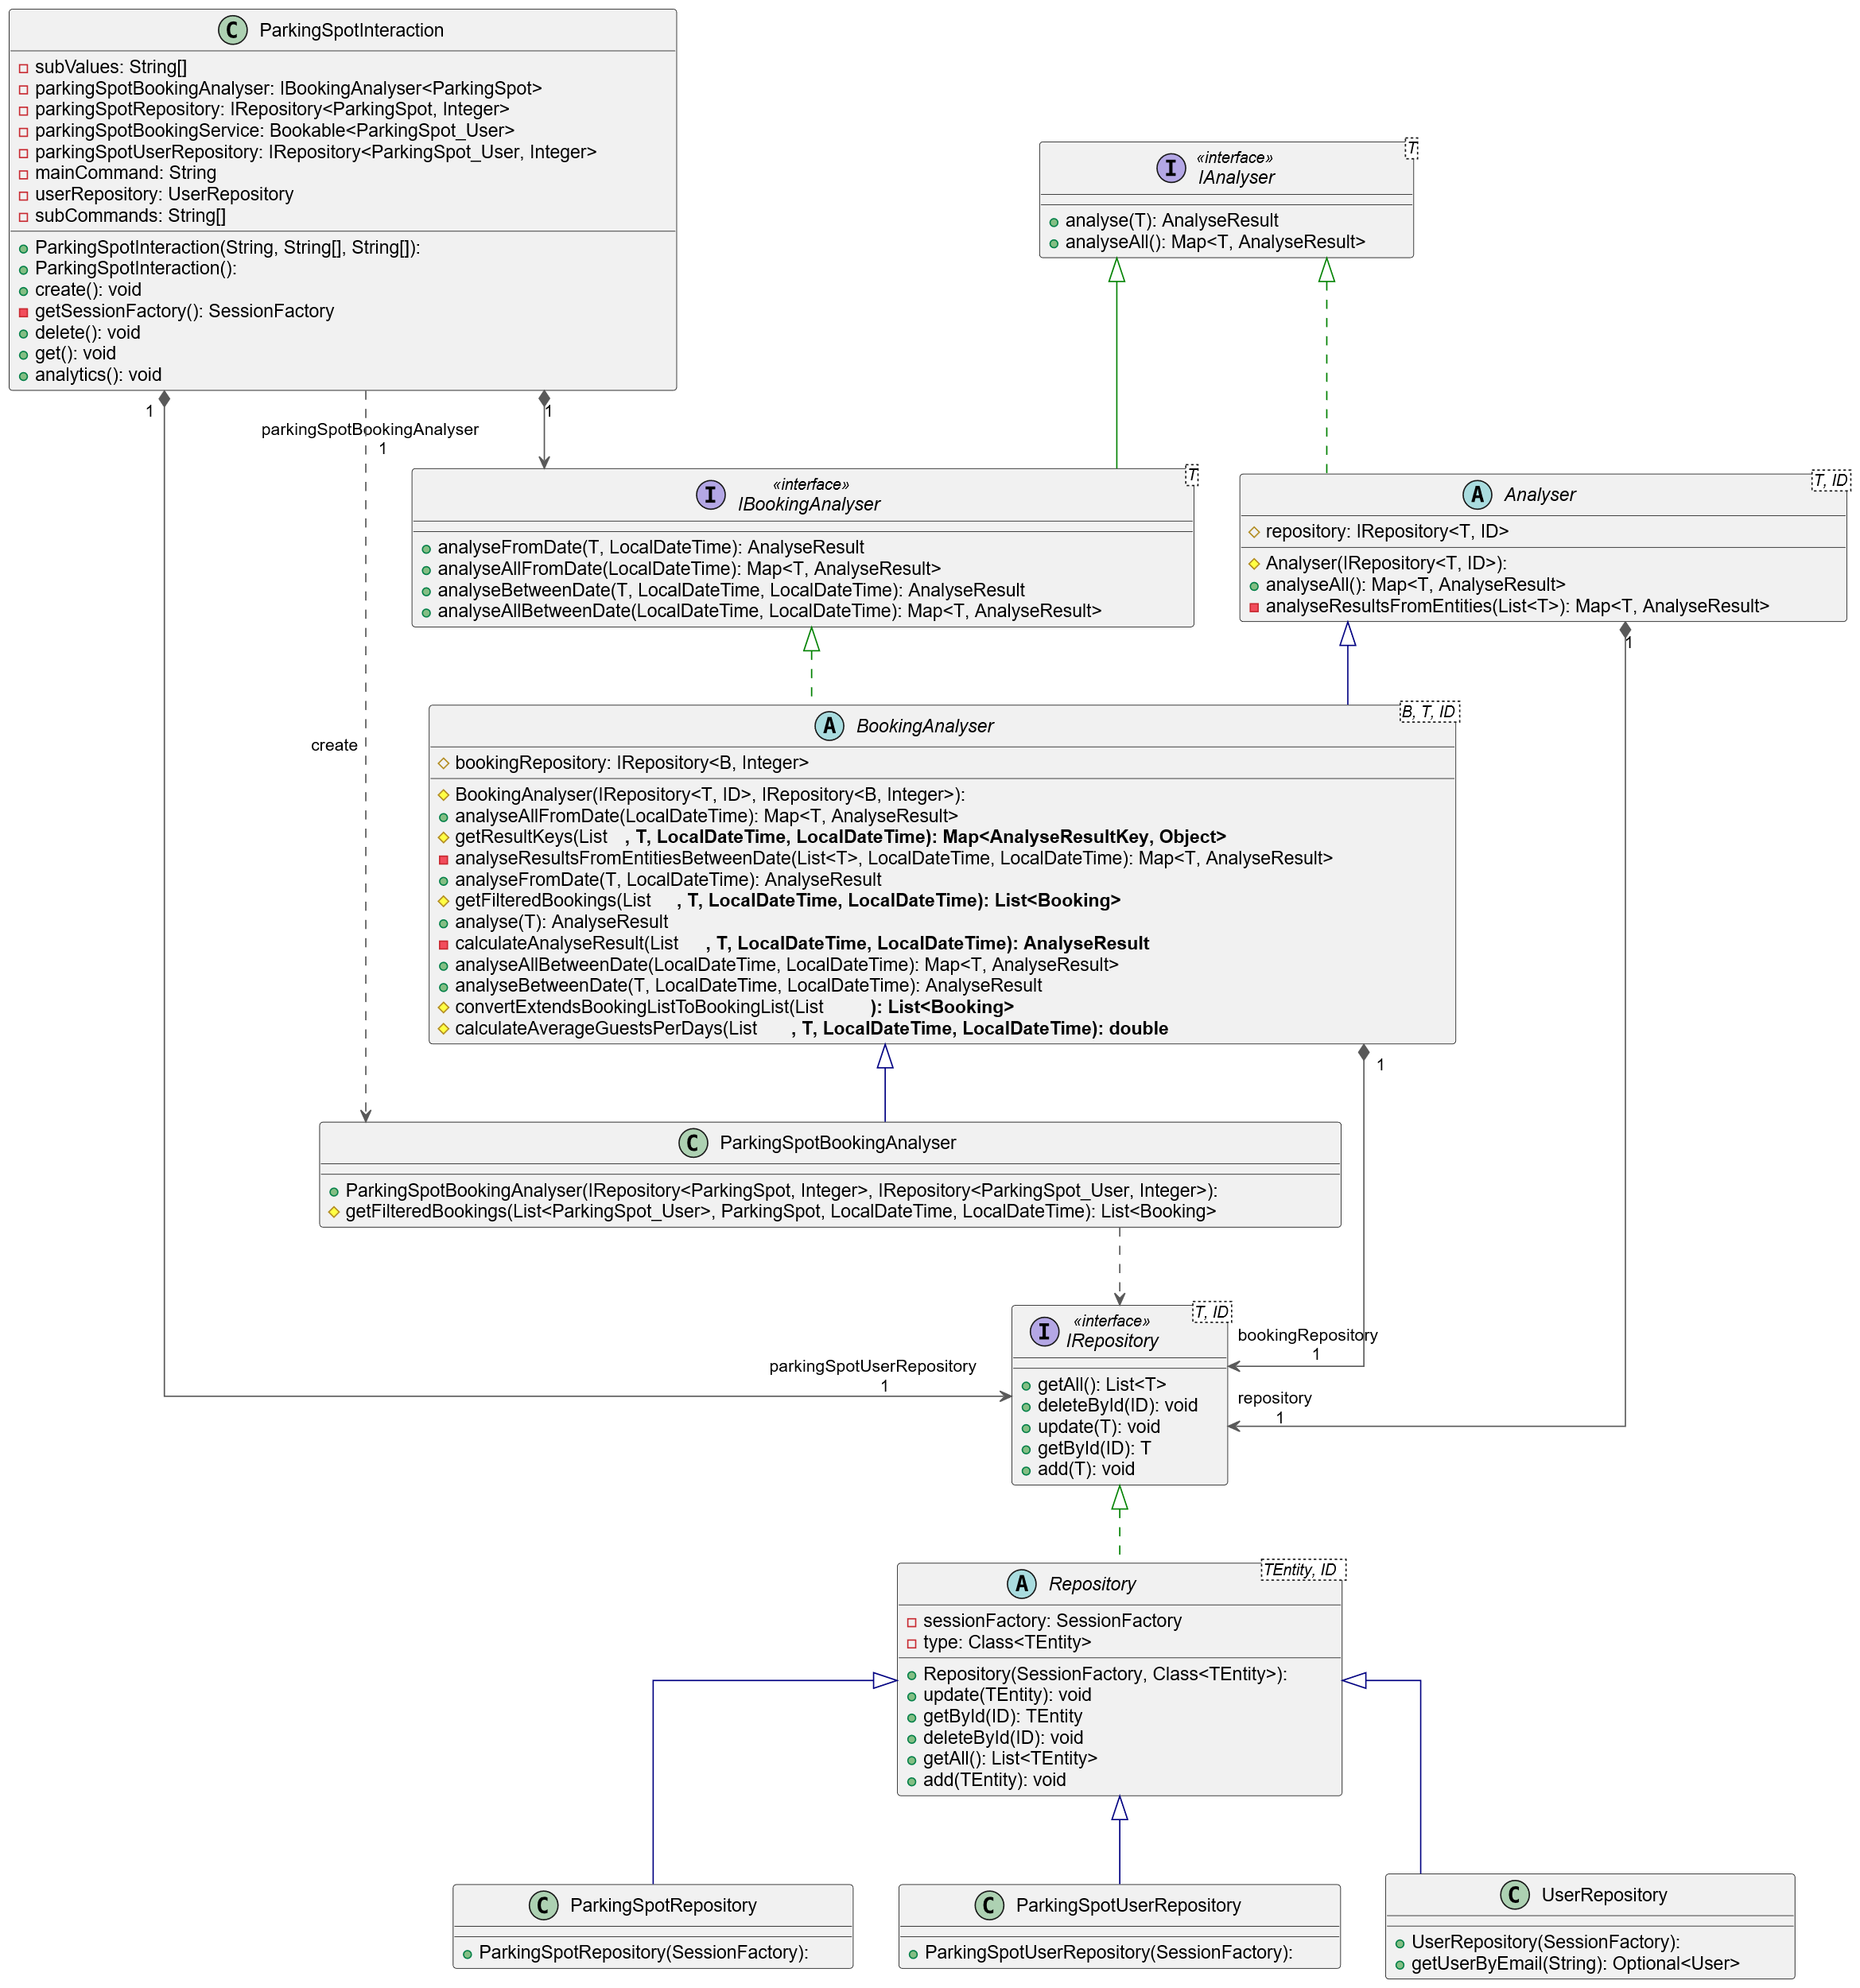 C ParkingSpotInteraction
subValues: String[]
parkingSpotBookingAnalyser: IBookingAnalyser<ParkingSpot>
parkingSpotRepository: IRepository<ParkingSpot, Integer>
parkingSpotBookingService: Bookable<ParkingSpot_User>
parkingSpotUserRepository: IRepository<ParkingSpot_User, Integer>
mainCommand: String
userRepository: UserRepository
subCommands: String[]
ParkingSpotInteraction(String, String[], String[]):
ParkingSpotInteraction():
create(): void
getSessionFactory(): SessionFactory
delete(): void
get(): void
analytics(): void
T
«interface»
I IAnalyser
analyse(T): AnalyseResult
analyseAll(): Map<T, AnalyseResult>
1
1
parkingSpotBookingAnalyser
1
T
«interface»
I IBookingAnalyser
analyseFromDate(T, LocalDateTime): AnalyseResult
analyseAllFromDate(LocalDateTime): Map<T, AnalyseResult>
analyseBetweenDate(T, LocalDateTime, LocalDateTime): AnalyseResult
analyseAllBetweenDate(LocalDateTime, LocalDateTime): Map<T, AnalyseResult>
T, ID
A Analyser
repository: IRepository<T, ID>
Analyser(IRepository<T, ID>):
analyseAll(): Map<T, AnalyseResult>
analyseResultsFromEntities(List<T>): Map<T, AnalyseResult>
1
create
B, T, ID
A BookingAnalyser
bookingRepository: IRepository<B, Integer>
BookingAnalyser(IRepository<T, ID>, IRepository<B, Integer>):
analyseAllFromDate(LocalDateTime): Map<T, AnalyseResult>
getResultKeys(List , T, LocalDateTime, LocalDateTime): Map<AnalyseResultKey, Object>
analyseResultsFromEntitiesBetweenDate(List<T>, LocalDateTime, LocalDateTime): Map<T, AnalyseResult>
analyseFromDate(T, LocalDateTime): AnalyseResult
getFilteredBookings(List , T, LocalDateTime, LocalDateTime): List<Booking>
analyse(T): AnalyseResult
calculateAnalyseResult(List , T, LocalDateTime, LocalDateTime): AnalyseResult
analyseAllBetweenDate(LocalDateTime, LocalDateTime): Map<T, AnalyseResult>
analyseBetweenDate(T, LocalDateTime, LocalDateTime): AnalyseResult
convertExtendsBookingListToBookingList(List ): List<Booking>
calculateAverageGuestsPerDays(List , T, LocalDateTime, LocalDateTime): double
1
C ParkingSpotBookingAnalyser
ParkingSpotBookingAnalyser(IRepository<ParkingSpot, Integer>, IRepository<ParkingSpot_User, Integer>):
getFilteredBookings(List<ParkingSpot_User>, ParkingSpot, LocalDateTime, LocalDateTime): List<Booking>
T, ID
«interface»
I IRepository
getAll(): List<T>
deleteById(ID): void
update(T): void
getById(ID): T
add(T): void
bookingRepository
1
parkingSpotUserRepository
1
repository
1
TEntity, ID
A Repository
sessionFactory: SessionFactory
type: Class<TEntity>
Repository(SessionFactory, Class<TEntity>):
update(TEntity): void
getById(ID): TEntity
deleteById(ID): void
getAll(): List<TEntity>
add(TEntity): void
C ParkingSpotRepository
ParkingSpotRepository(SessionFactory):
C ParkingSpotUserRepository
ParkingSpotUserRepository(SessionFactory):
C UserRepository
UserRepository(SessionFactory):
getUserByEmail(String): Optional<User>